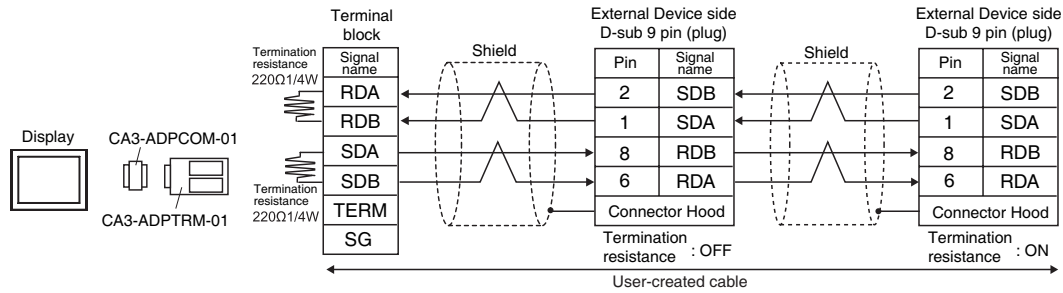 Display
CA3-ADPCOM-01
CA3-ADPTRM-01
Termination
resistance
220Ω1/4W
Termination
resistance
220Ω1/4W
Terminal
block
Signal
name
RDA
RDB
SDA
SDB
TERM
SG
Shield
External Device side
D-sub 9 pin (plug)
Pin Signal
name
2 SDB
1 SDA
8 RDB
6 RDA
Connector Hood
Termination
resistance : OFF
Shield
External Device side
D-sub 9 pin (plug)
Pin Signal
name
2 SDB
1 SDA
8 RDB
6 RDA
Connector Hood
Termination
resistance : ON
User-created cable